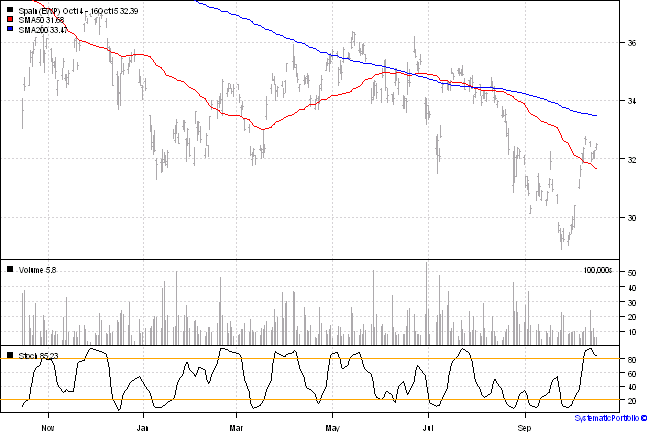 Spain (EWP) Oct14 - 16Oct15 32.39
SMA50 31.68
SMA200 33.47
36
34
32
30
Volume 5.8
100,000s
50
40
30
20
10
Stoch 85.23
80
60
40
20
Nov
Jan
Mar
May
Jul
Sep
SystematicPortfolio ©